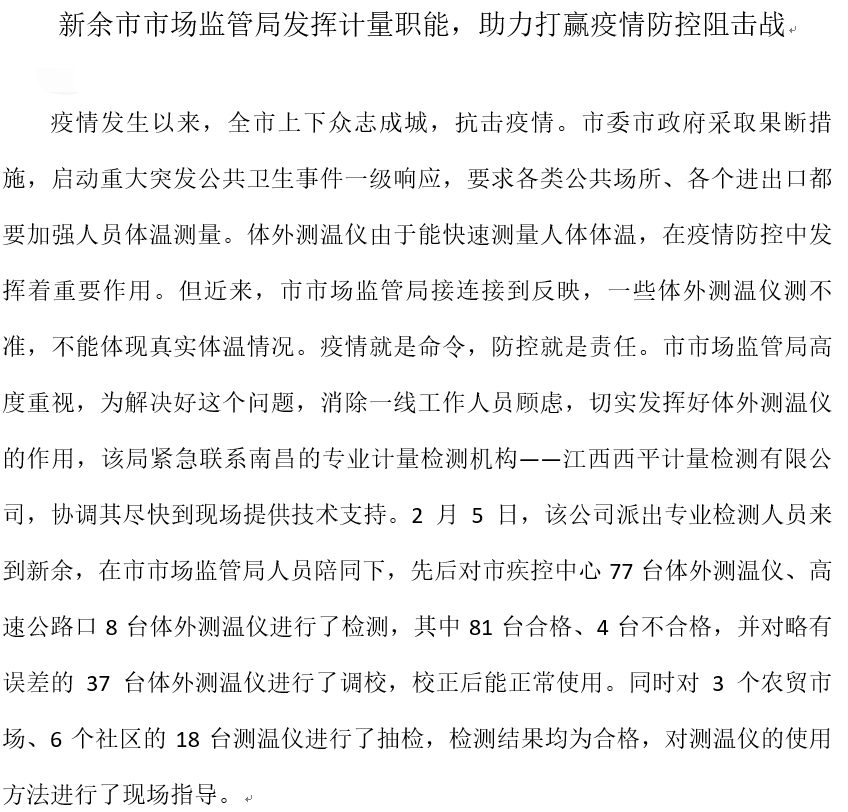 新余市市场监管局发挥计量职能，助力打赢疫情防控阻击战
疫情发生以来，全市上下众志成城，抗击疫情。市委市政府采取果断措
施，启动重大突发公共卫生事件一级响应，要求各类公共场所、各个进出口都
要加强人员体温测量。体外测温仪由于能快速测量人体体温，在疫情防控中发
挥着重要作用。但近来，市市场监管局接连接到反映，一些体外测温仪测不
准，不能体现真实体温情况。疫情就是命令，防控就是责任。市市场监管局高
度重视，为解决好这个问题，消除一线工作人员顾虑，切实发挥好体外测温仪
的作用，该局紧急联系南昌的专业计量检测机构——江西西平计量检测有限公
司，协调其尽快到现场提供技术支持。2 月 5 日，该公司派出专业检测人员来
到新余，在市市场监管局人员陪同下，先后对市疾控中心 77 台体外测温仪、高
速公路口 8 台体外测温仪进行了检测，其中 81 台合格、4 台不合格，并对略有
误差的 37 台体外测温仪进行了调校，校正后能正常使用。同时对 3 个农贸市
场、6 个社区的 18 台测温仪进行了抽检，检测结果均为合格，对测温仪的使用
方法进行了现场指导。